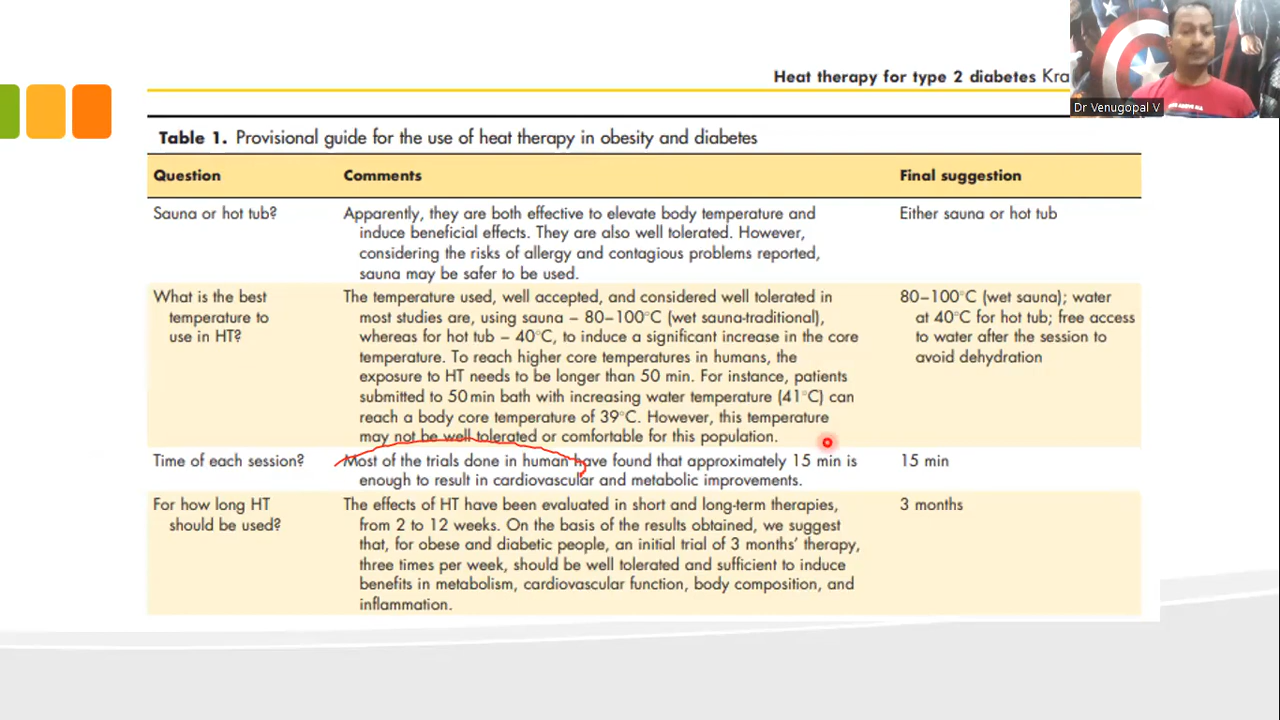 Heat therapy for type 2 diabetes Kra
Dr Venugopal V
Table 1. Provisional guide for the use of heat therapy in obesity and diabetes
Question Comments Final suggestion
Sauna or hot tub? Apparently, they are both effective to elevate body temperature and Either sauna or hot tub
induce beneficial effects. They are also well tolerated. However,
considering the risks of allergy and contagious problems reported,
sauna may be safer to be used.
What is the best The temperature used, well accepted, and considered well tolerated in 80–100°C (wet sauna); water
temperature to most studies are, using sauna – 80–100°C (wet sauna-traditional), at 40°C for hot tub; free access
use in HT? whereas for hot tub – 40°C, to induce a significant increase in the core to water after the session to
temperature. To reach higher core temperatures in humans, the avoid dehydration
exposure to HT needs to be longer than 50 min. For instance, patients
submitted to 50 min bath with increasing water temperature (41°C) can
reach a body core temperature of 39°C. However, this temperature
may not be well tolerated or comfortable for this population.
Time of each session? Most of the trials done in human have found that approximately 15 min is 15 min
enough to result in cardiovascular and metabolic improvements.
For how long HT The effects of HT have been evaluated in short and long-term therapies, 3 months
should be used? from 2 to 12 weeks. On the basis of the results obtained, we suggest
that, for obese and diabetic people, an initial trial of 3 months' therapy,
three times per week, should be well tolerated and sufficient to induce
benefits in metabolism, cardiovascular function, body composition, and
inflammation.